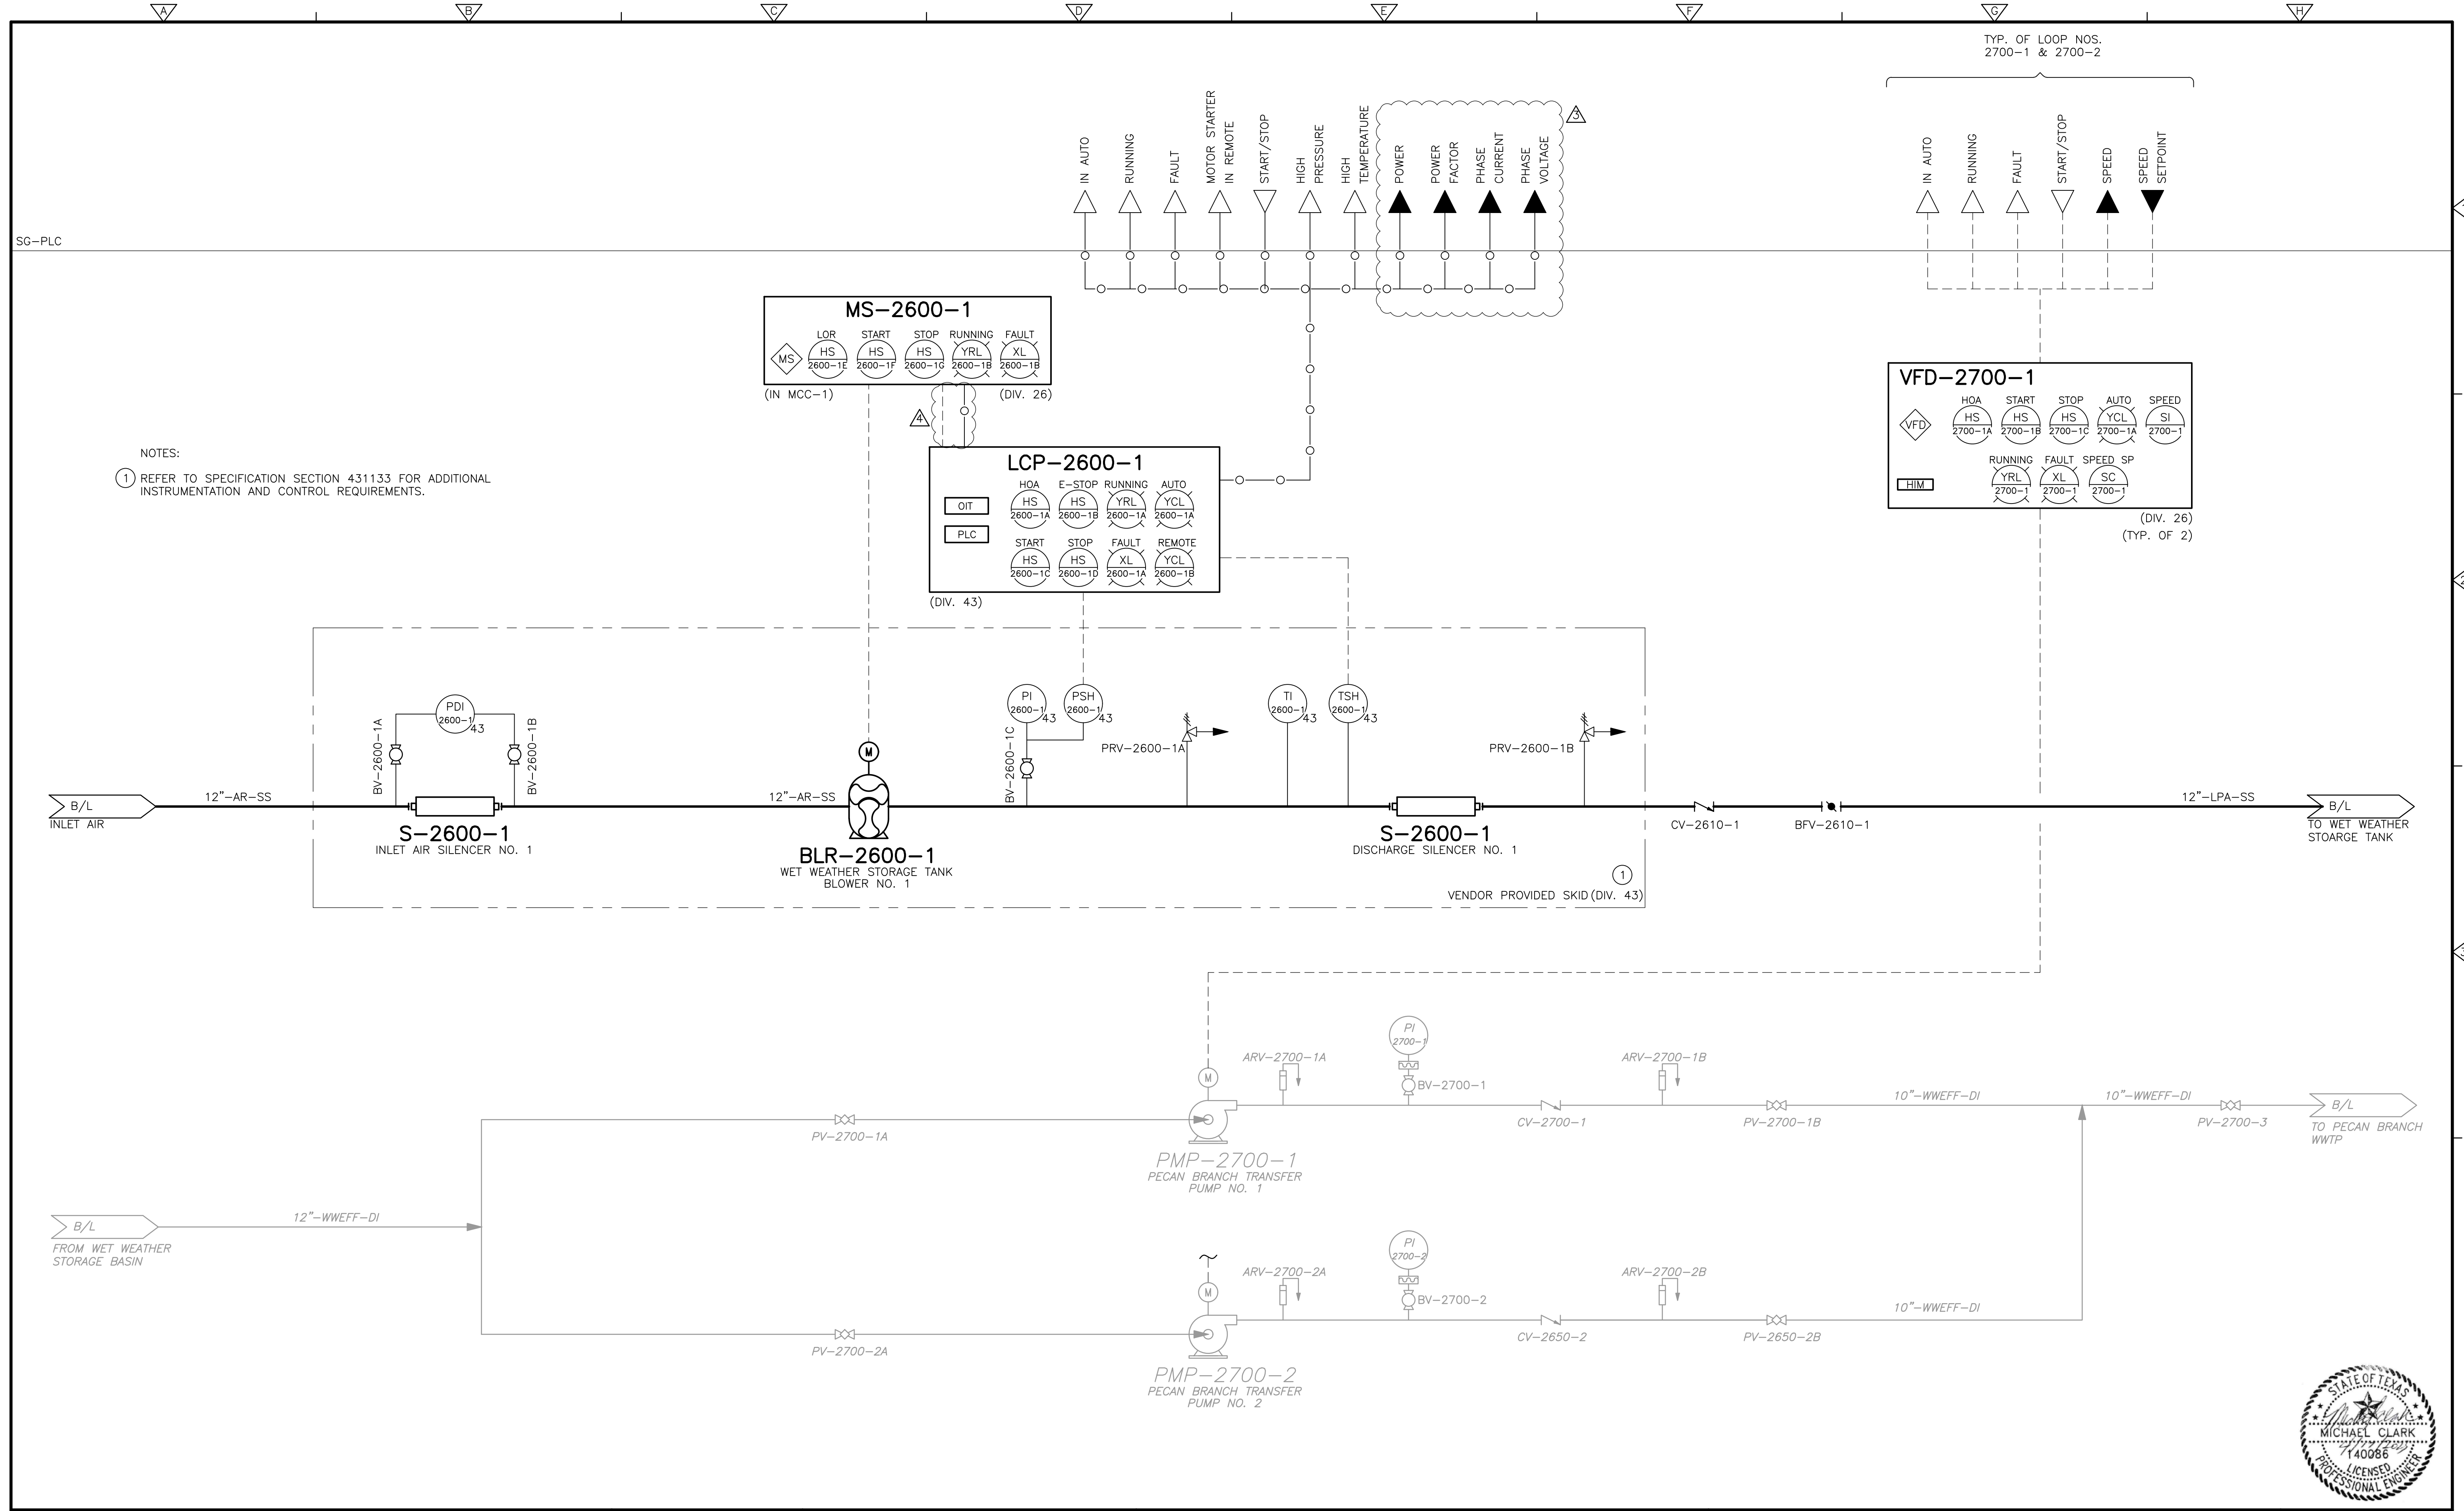 A
B
C
D
E
F
G
H
TYP. OF LOOP NOS.
2700-1 & 2700-2
IN AUTO
RUNNING
FAULT
MOTOR STARTER
IN REMOTE
START/STOP
HIGH
PRESSURE
HIGH
TEMPERATURE
POWER
POWER
FACTOR
PHASE
CURRENT
PHASE
VOLTAGE
3
IN AUTO
RUNNING
FAULT
START/STOP
SPEED
SPEED
SETPOINT
SG-PLC
MS-2600-1
LOR START STOP RUNNING FAULT
MS HS HS HS YRL XL
2600-1E 2600-1F 2600-1G 2600-1B 2600-1B
(IN MCC-1) (DIV. 26)
4
VFD-2700-1
HOA START STOP AUTO SPEED
VFD HS HS HS YCL SI
2700-1A 2700-1B 2700-1C 2700-1A 2700-1
RUNNING FAULT SPEED SP
HIM YRL XL SC
2700-1 2700-1 2700-1
(DIV. 26)
(TYP. OF 2)
NOTES:
1 REFER TO SPECIFICATION SECTION 431133 FOR ADDITIONAL
INSTRUMENTATION AND CONTROL REQUIREMENTS.
LCP-2600-1
HOA E-STOP RUNNING AUTO
OIT HS HS YRL YCL
2600-1A 2600-1B 2600-1A 2600-1A
PLC
START STOP FAULT REMOTE
HS HS XL YCL
2600-1C 2600-1D 2600-1A 2600-1B
(DIV. 43)
PDI
2600-1
43
BV-2600-1A
BV-2600-1B
M
PI
2600-1
43
PSH
2600-1
43
BV-2600-1C
PRV-2600-1A
TI
2600-1
43
TSH
2600-1
43
PRV-2600-1B
B/L
INLET AIR
12"-AR-SS
S-2600-1
INLET AIR SILENCER NO. 1
12"-AR-SS
BLR-2600-1
WET WEATHER STORAGE TANK
BLOWER NO. 1
S-2600-1
DISCHARGE SILENCER NO. 1
CV-2610-1
BFV-2610-1
12"-LPA-SS
B/L
TO WET WEATHER
STOARGE TANK
1
VENDOR PROVIDED SKID (DIV. 43)
M
ARV-2700-1A
PI
2700-1
BV-2700-1
ARV-2700-1B
PV-2700-1A
CV-2700-1
PV-2700-1B
10"-WWEFF-DI
10"-WWEFF-DI
PV-2700-3
B/L
TO PECAN BRANCH
WWTP
PMP-2700-1
PECAN BRANCH TRANSFER
PUMP NO. 1
B/L
FROM WET WEATHER
STORAGE BASIN
12"-WWEFF-DI
M
ARV-2700-2A
PI
2700-2
BV-2700-2
ARV-2700-2B
PV-2700-2A
CV-2650-2
PV-2650-2B
10"-WWEFF-DI
PMP-2700-2
PECAN BRANCH TRANSFER
PUMP NO. 2
STATE OF TEXAS
MICHAEL CLARK
140086
LICENSED
PROFESSIONAL ENGINEER